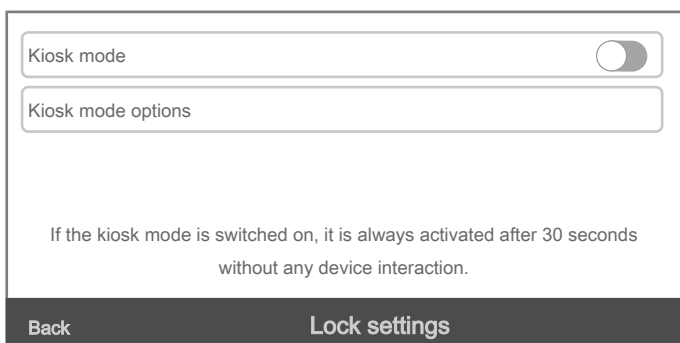 Kiosk mode
Kiosk mode options
If the kiosk mode is switched on, it is always activated after 30 seconds
without any device interaction.
Back Lock settings